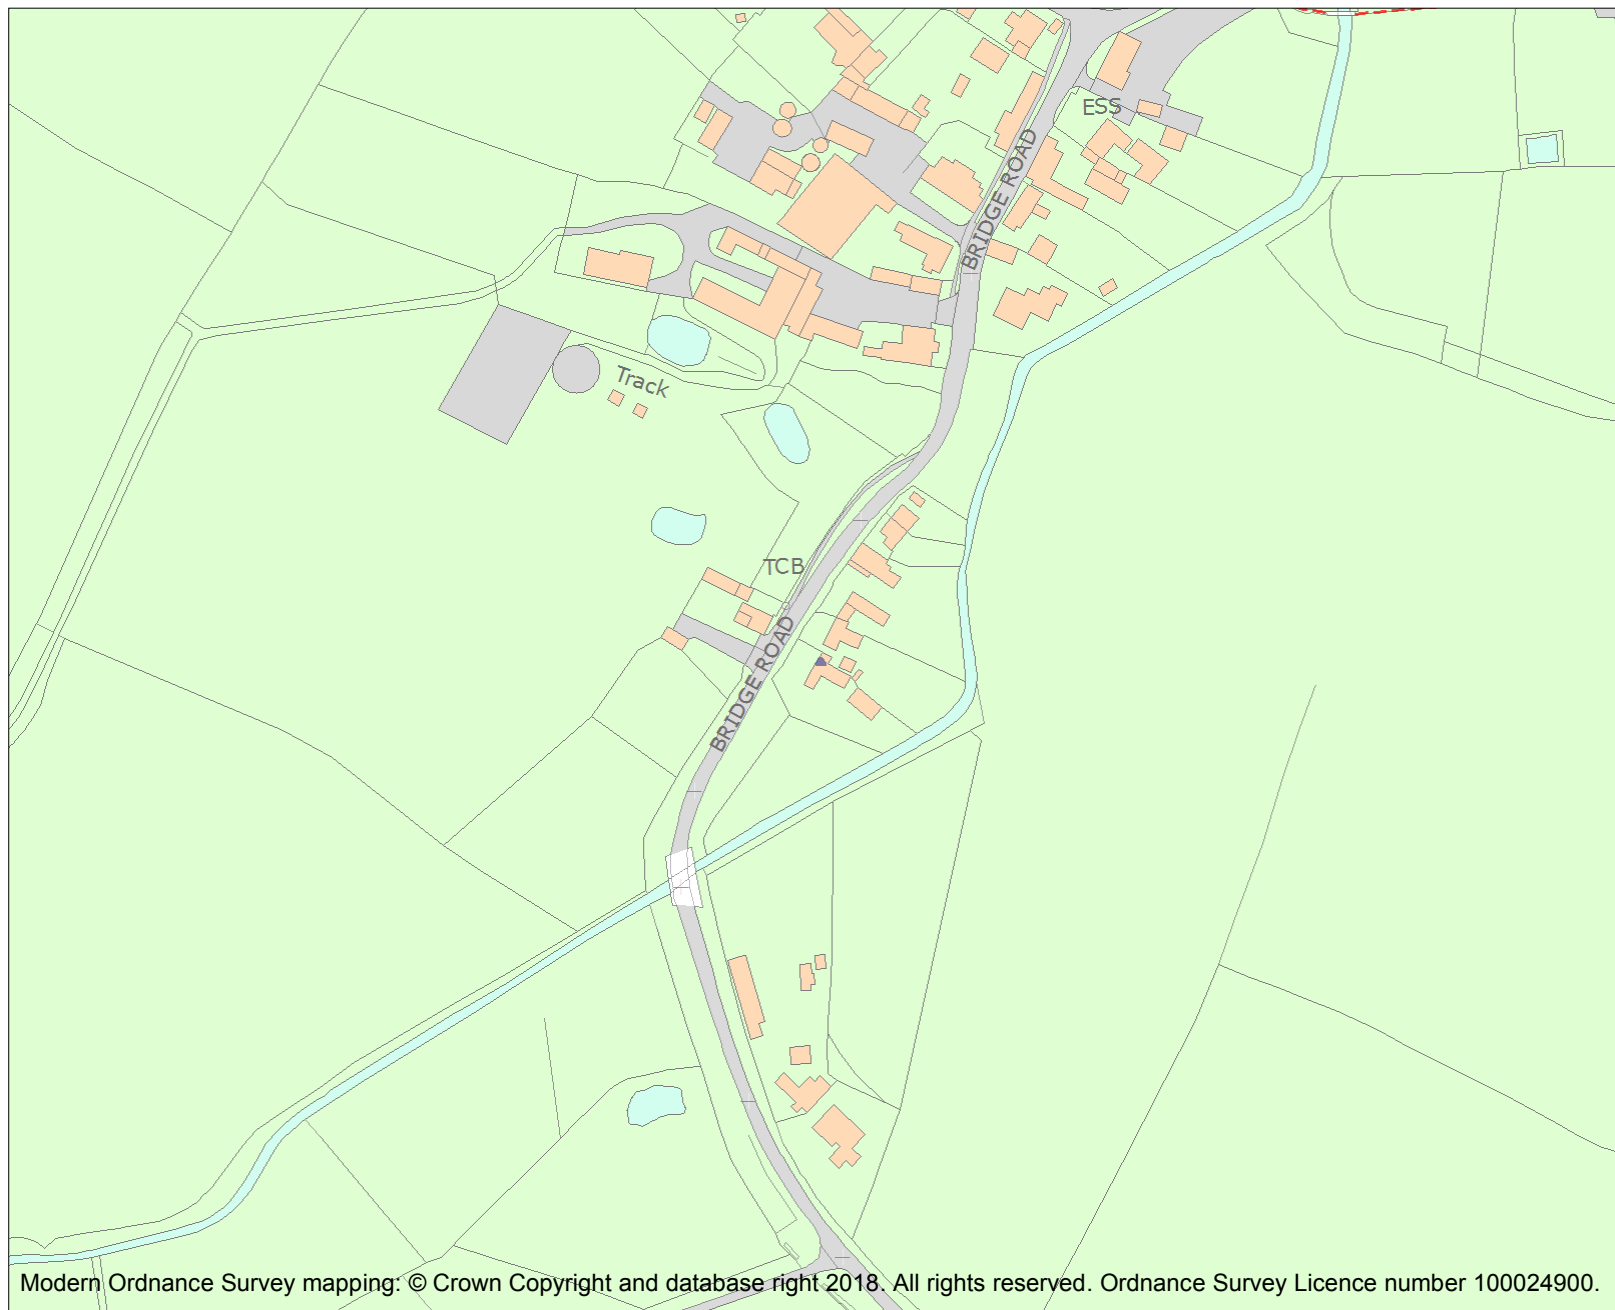 ESS
BRIDGE ROAD
Track
TCB
BRIDGE ROAD
Modern Ordnance Survey mapping: © Crown Copyright and database right 2018. All rights reserved. Ordnance Survey Licence number 100024900.